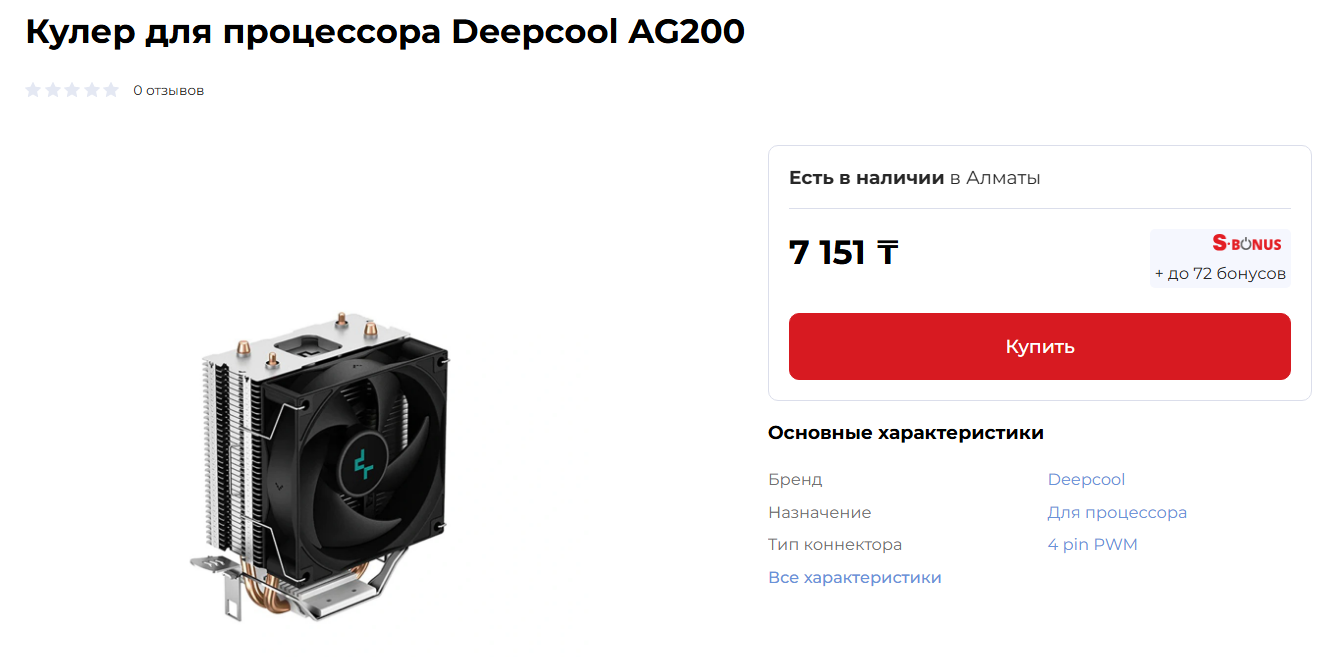 Кулер для процессора Deepcool AG200
0 отзывов
Есть в наличии в Алматы
7 151 ₸
S·BONUS
+ до 72 бонусов
Купить
Основные характеристики
Бренд Deepcool
Назначение Для процессора
Тип коннектора 4 pin PWM
Все характеристики